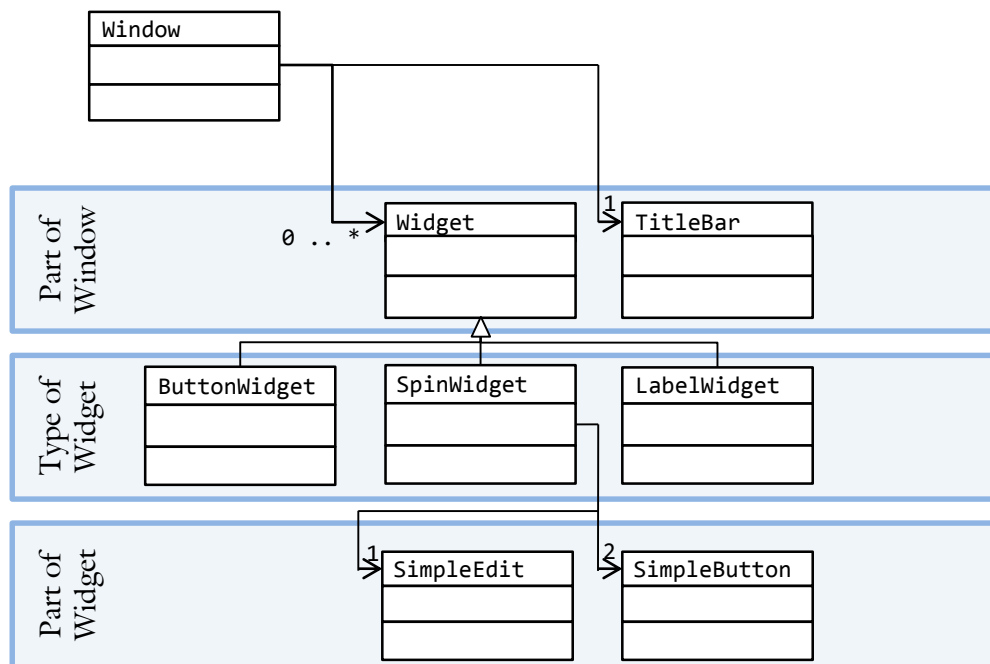 Window
Part of
Window
0 .. *
Widget
1
TitleBar
Type of
Widget
ButtonWidget
SpinWidget
LabelWidget
Part of
Widget
1
SimpleEdit
2
SimpleButton